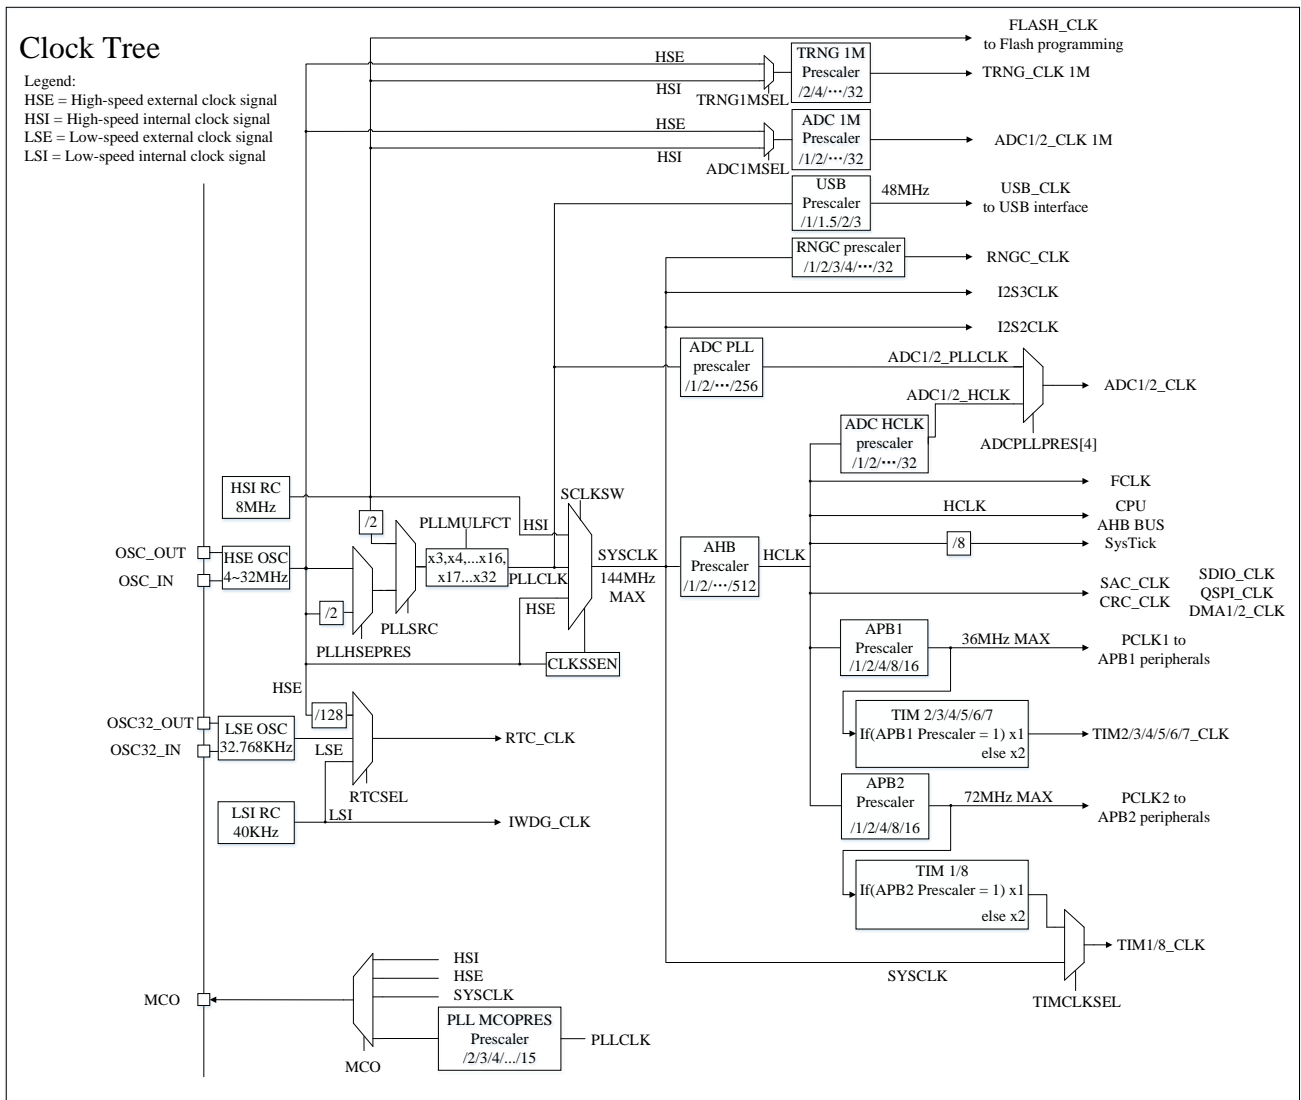 Clock Tree
Legend:
HSE = High-speed external clock signal
HSI = High-speed internal clock signal
LSE = Low-speed external clock signal
LSI = Low-speed internal clock signal
FLASH_CLK
to Flash programming
HSE
HSI
TRNG1MSEL
TRNG 1M
Prescaler
/2/4/···/32
TRNG_CLK 1M
HSE
HSI
ADC1MSEL
ADC 1M
Prescaler
/1/2/···/32
ADC1/2_CLK 1M
USB
Prescaler
/1/1.5/2/3
48MHz
USB_CLK
to USB interface
RNGC prescaler
/1/2/3/4/···/32
RNGC_CLK
I2S3CLK
I2S2CLK
ADC PLL
prescaler
/1/2/···/256
ADC1/2_PLLCLK
ADC1/2_HCLK
ADC1/2_CLK
ADCPLLPRES[4]
ADC HCLK
prescaler
/1/2/···/32
FCLK
HCLK
CPU
AHB BUS
/8
SysTick
HSI RC
8MHz
/2
PLLMULFCT
x3,x4,...x16,
x17...x32
PLLCLK
SCLKSW
HSI
HSE
SYSCLK
144MHz
MAX
AHB
Prescaler
/1/2/···/512
HCLK
OSC_OUT
OSC_IN
HSE OSC
4~32MHz
/2
PLLSRC
PLLHSEPRES
CLKSSEN
SAC_CLK
CRC_CLK
SDIO_CLK
QSPI_CLK
DMA1/2_CLK
APB1
Prescaler
/1/2/4/8/16
36MHz MAX
PCLK1 to
APB1 peripherals
HSE
/128
OSC32_OUT
OSC32_IN
LSE OSC
32.768KHz
LSE
RTC_CLK
RTCSEL
TIM 2/3/4/5/6/7
If(APB1 Prescaler = 1) x1
else x2
TIM2/3/4/5/6/7_CLK
LSI RC
40KHz
LSI
IWDG_CLK
APB2
Prescaler
/1/2/4/8/16
72MHz MAX
PCLK2 to
APB2 peripherals
TIM 1/8
If(APB2 Prescaler = 1) x1
else x2
TIM1/8_CLK
SYSCLK
TIMCLKSEL
MCO
HSI
HSE
SYSCLK
PLL MCOPRES
Prescaler
/2/3/4/.../15
PLLCLK
MCO